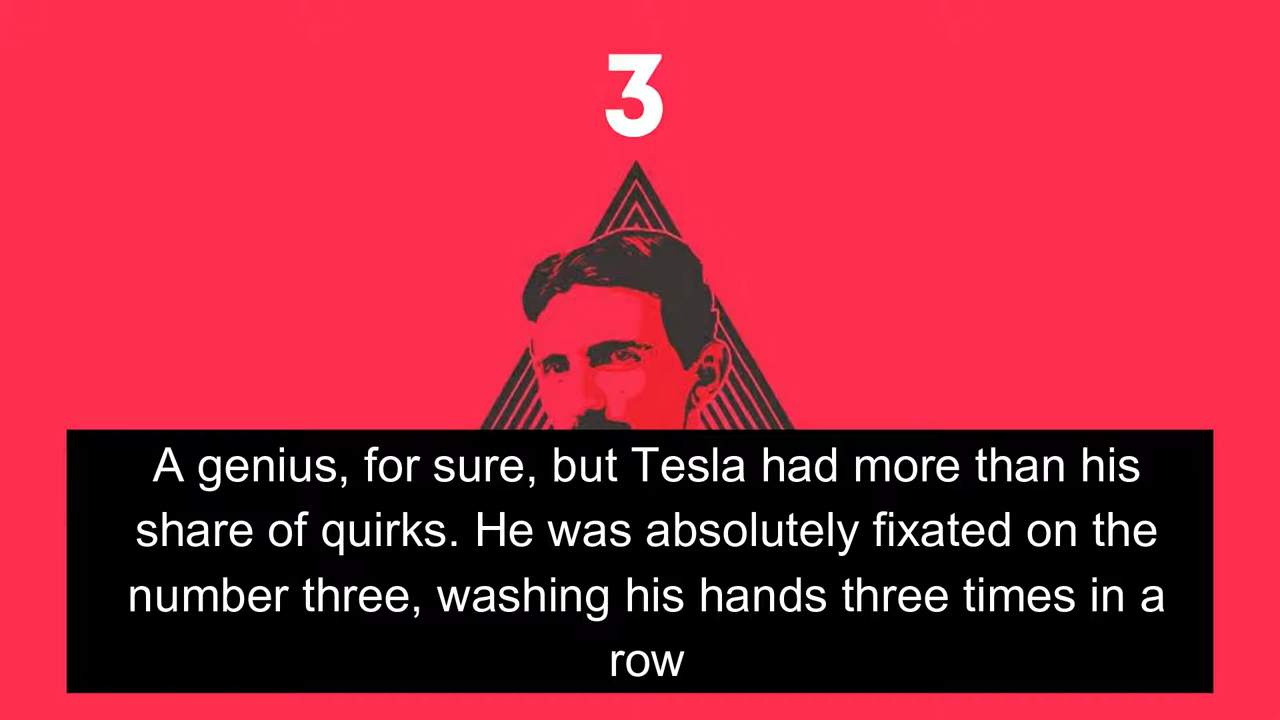 3
A genius, for sure, but Tesla had more than his
share of quirks. He was absolutely fixated on the
number three, washing his hands three times in a
row